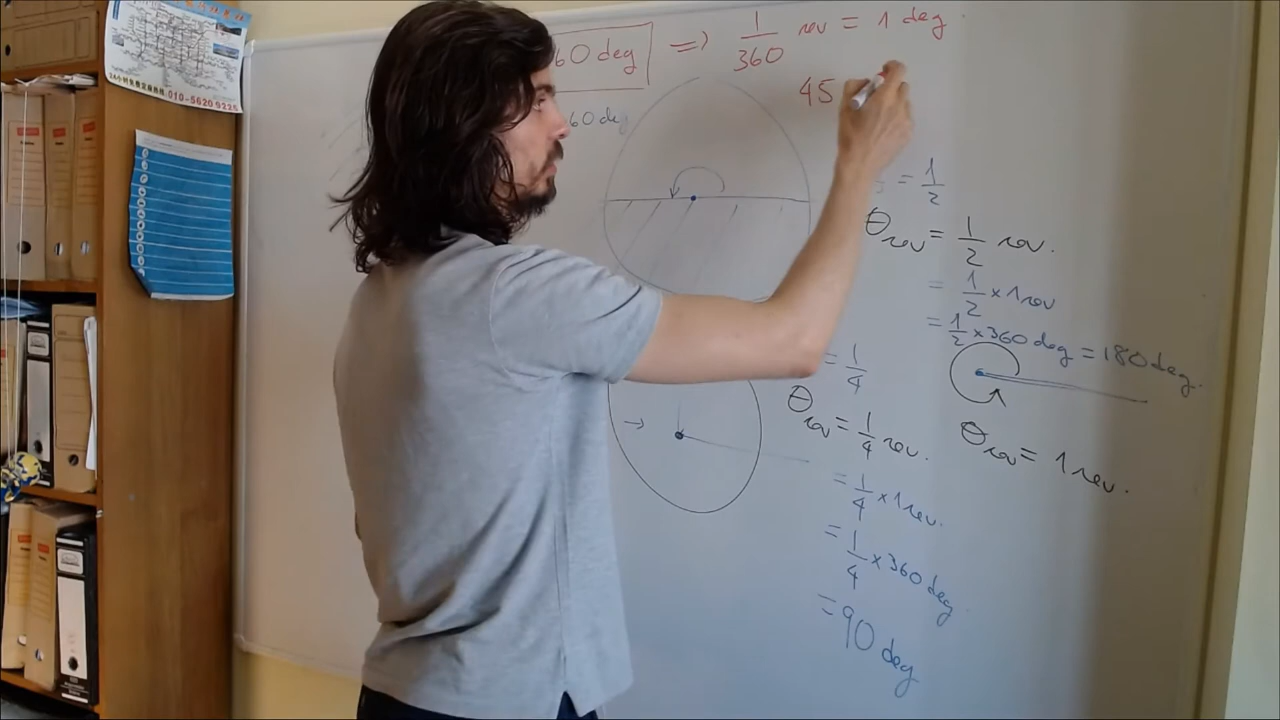 60 deg => 1/360 rev = 1 deg
45
60 deg
= 1/2
θrev = 1/2 rev.
= 1/2 × 1 rev
= 1/2 × 360 deg = 180 deg.
= 1/4
θrev = 1/4 rev.
θrev = 1 rev.
= 1/4 × 1 rev.
= 1/4 × 360 deg
= 90 deg
010-5620 9225